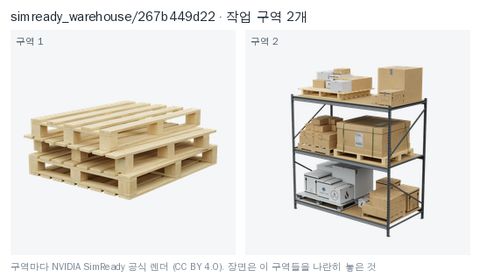 simready_warehouse/267b449d22 · 작업 구역 2개
구역 1
구역 2
구역마다 NVIDIA SimReady 공식 렌더 (CC BY 4.0). 장면은 이 구역들을 나란히 놓은 것